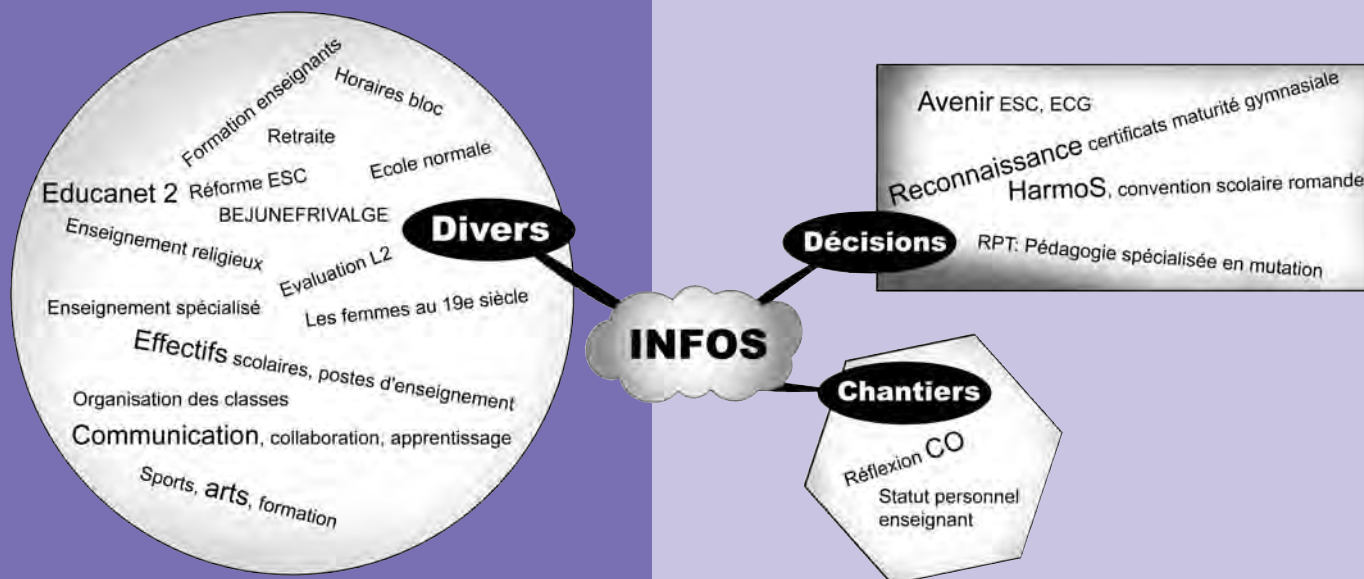 Formation enseignants
Horaires bloc
Retraite
Ecole normale
Educanet 2
Réforme ESC
BEJUNEFRIVALGE
Divers
Enseignement religieux
Evaluation L2
Enseignement spécialisé
Les femmes au 19e siècle
Effectifs scolaires, postes d'enseignement
Organisation des classes
Communication, collaboration, apprentissage
Sports, arts, formation
INFOS
Avenir ESC, ECG
Reconnaissance certificats maturité gymnasiale
HarmoS, convention scolaire romande
Décisions
RPT: Pédagogie spécialisée en mutation
Chantiers
Réflexion CO
Statut personnel
enseignant